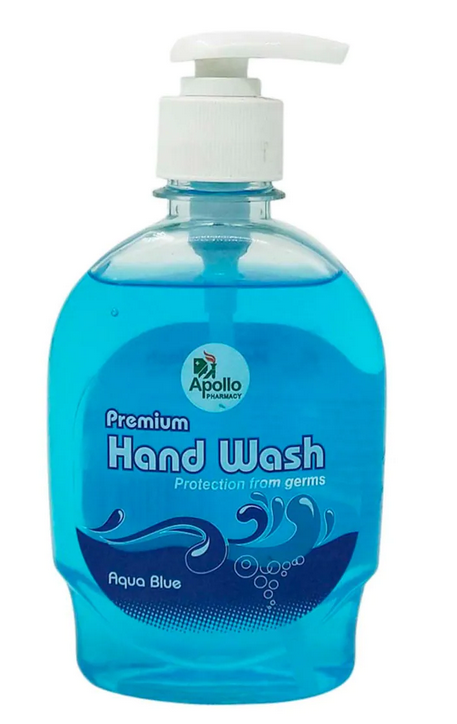 Apollo
PHARMACY
Premium
Hand Wash
Protection from germs
Aqua Blue